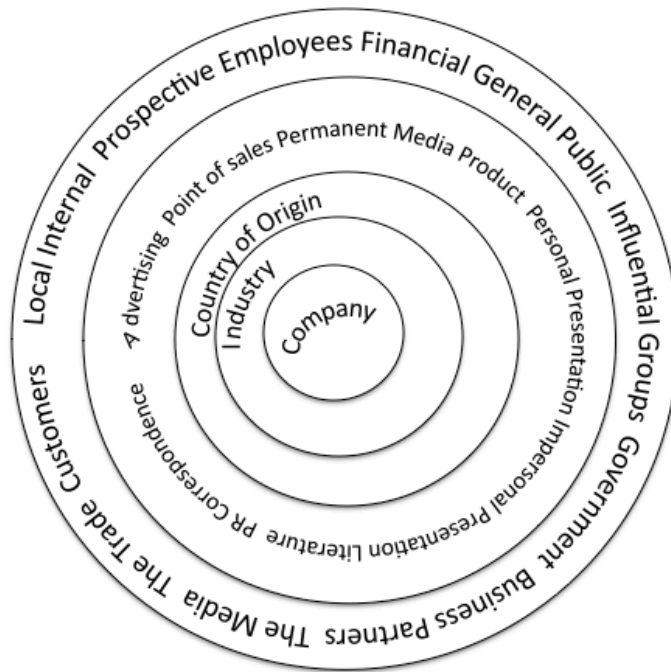 Local Internal Prospective Employees Financial General Public Influential Groups Government Business Partners The Media The Trade Customers
Advertising Point of sales Permanent Media Product Personal Presentation Impersonal Presentation Literature PR Correspondence
Country of Origin
Industry
Company